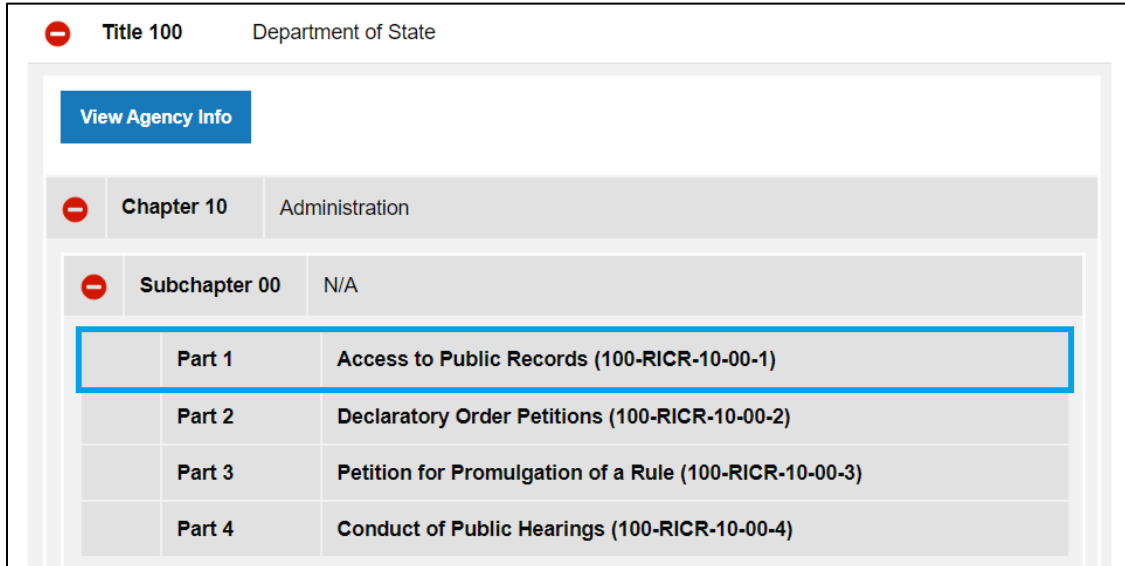 Title 100 Department of State
View Agency Info
Chapter 10 Administration
Subchapter 00 N/A
Part 1 Access to Public Records (100-RICR-10-00-1)
Part 2 Declaratory Order Petitions (100-RICR-10-00-2)
Part 3 Petition for Promulgation of a Rule (100-RICR-10-00-3)
Part 4 Conduct of Public Hearings (100-RICR-10-00-4)